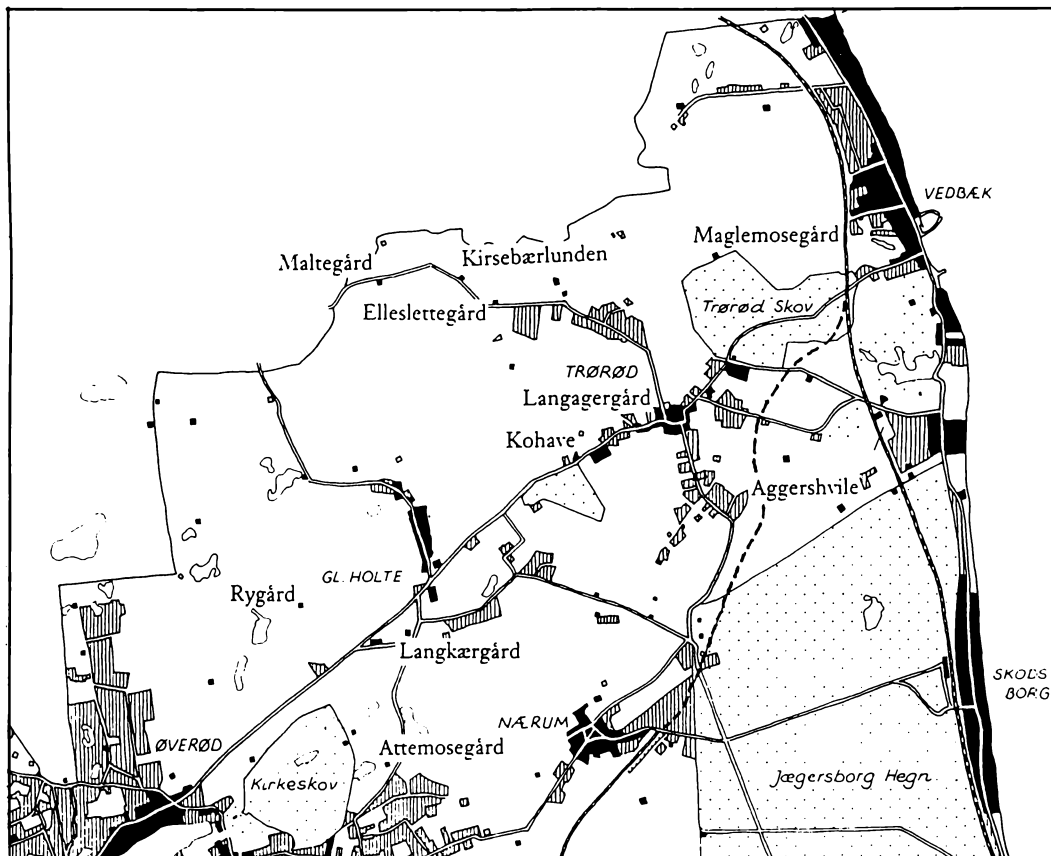 VEDBÆK
Maglemosegård
Maltegård
Kirsebærlunden
Elleslettegård
Trørød Skov
TRØRØD
Langagergård
Kohave
Aggershvile
GL. HOLTE
Rygård
Langkærgård
SKODS
BORG
NÆRUM
ØVERØD
Attemosegård
Kirkeskov
Jægersborg Hegn